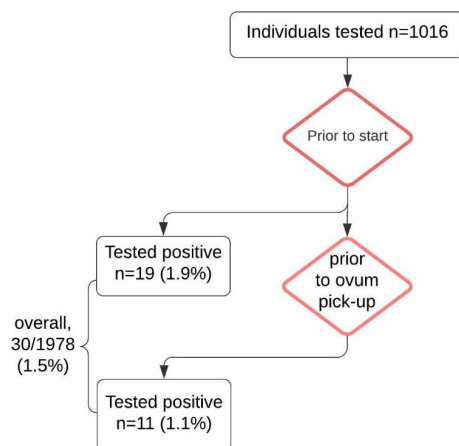 Individuals tested n=1016
Prior to start
Tested positive
n=19 (1.9%)
prior
to ovum
pick-up
overall,
30/1978
(1.5%)
Tested positive
n=11 (1.1%)